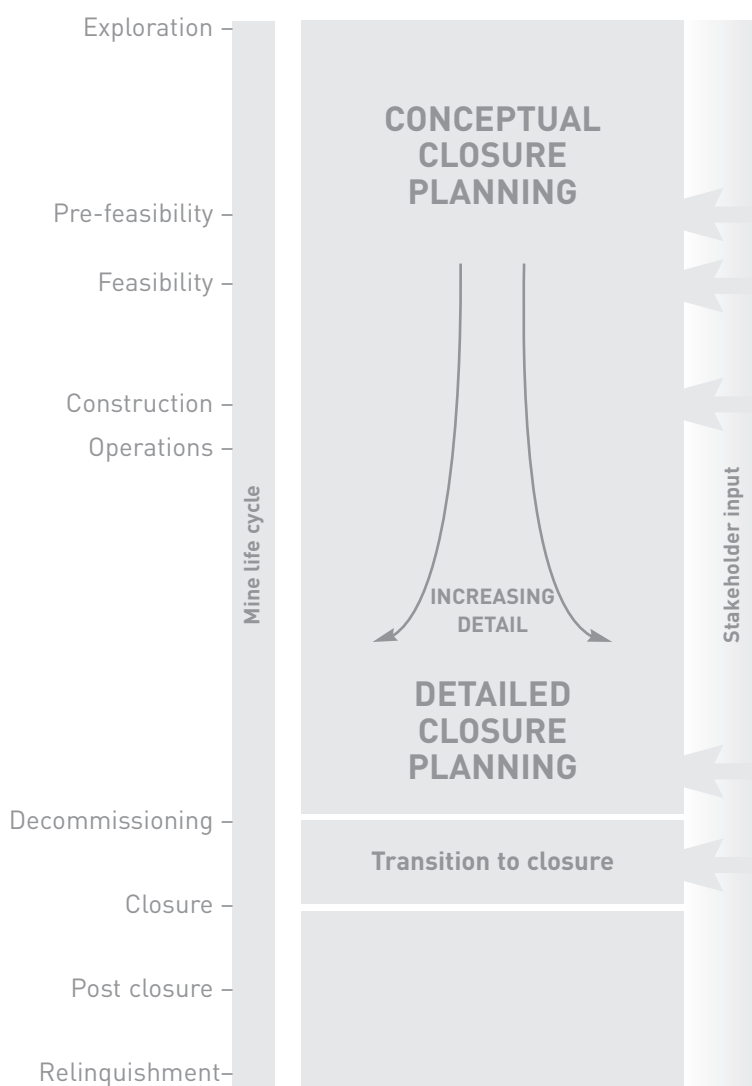 Exploration
Pre-feasibility
Feasibility
Construction
Operations
Decommissioning
Closure
Post closure
Relinquishment
Mine life cycle
CONCEPTUAL
CLOSURE
PLANNING
INCREASING
DETAIL
DETAILED
CLOSURE
PLANNING
Transition to closure
Stakeholder input